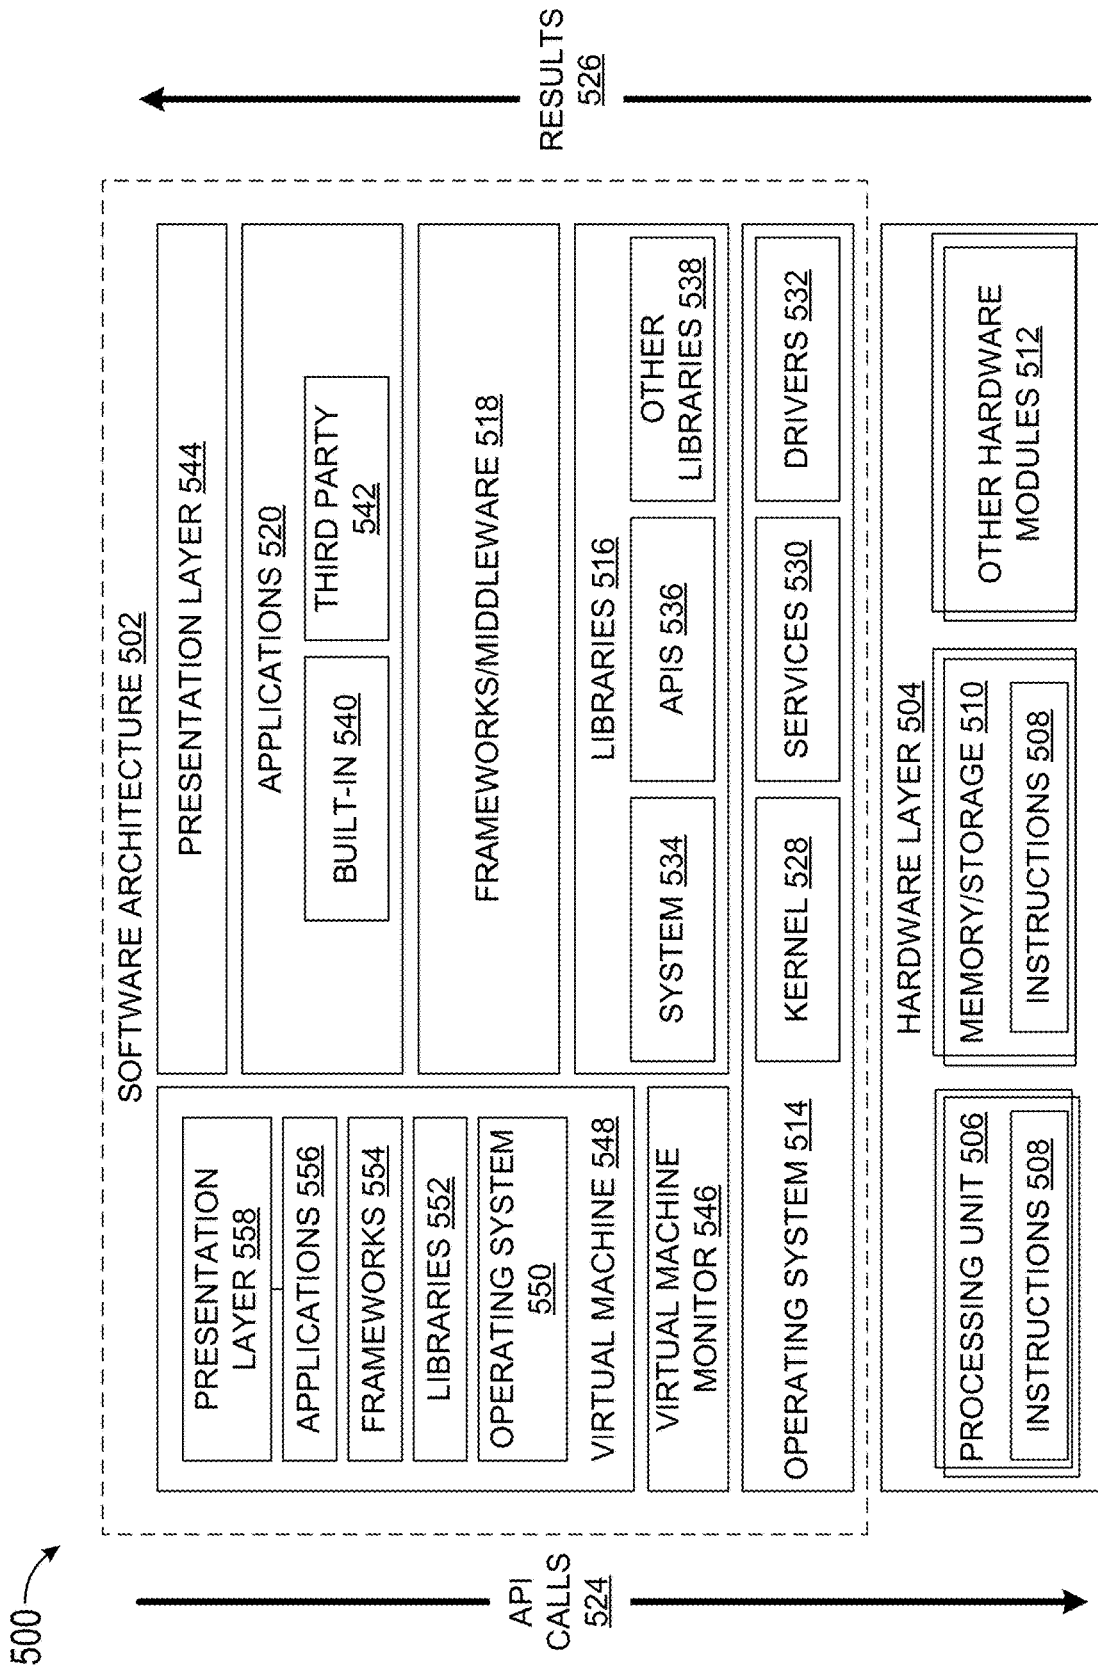 500
SOFTWARE ARCHITECTURE 502
API
CALLS
524
RESULTS
526
PRESENTATION
LAYER 558
APPLICATIONS 556
FRAMEWORKS 554
LIBRARIES 552
OPERATING SYSTEM
550
VIRTUAL MACHINE 548
VIRTUAL MACHINE
MONITOR 546
PRESENTATION LAYER 544
APPLICATIONS 520
BUILT-IN 540
THIRD PARTY
542
FRAMEWORKS/MIDDLEWARE 518
LIBRARIES 516
SYSTEM 534
APIS 536
OTHER
LIBRARIES 538
OPERATING SYSTEM 514
KERNEL 528
SERVICES 530
DRIVERS 532
HARDWARE LAYER 504
PROCESSING UNIT 506
INSTRUCTIONS 508
MEMORY/STORAGE 510
INSTRUCTIONS 508
OTHER HARDWARE
MODULES 512